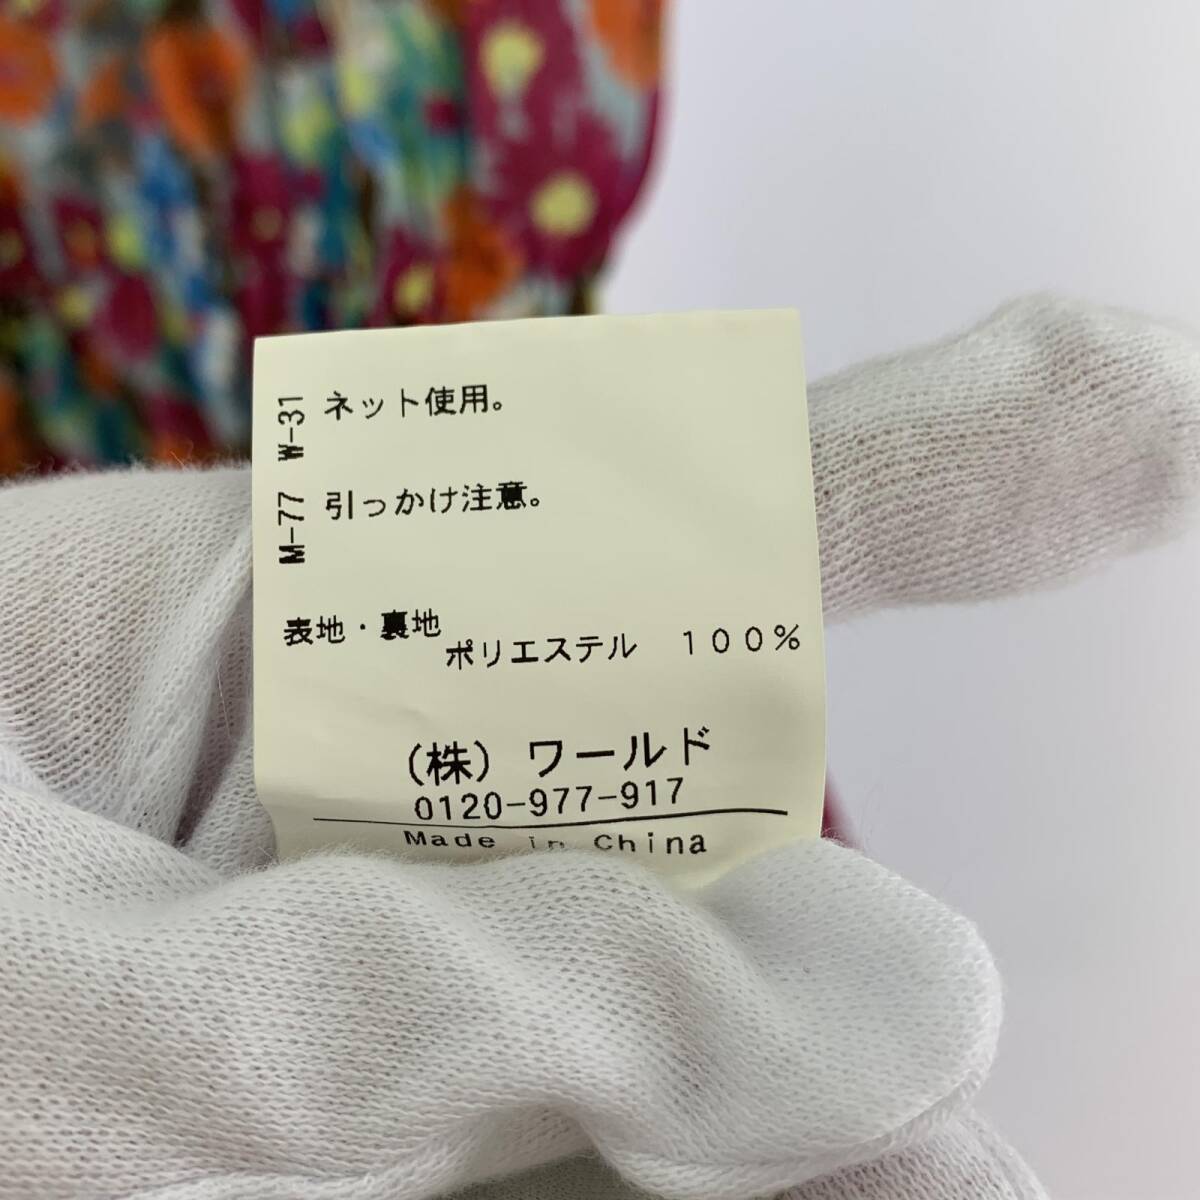 W-31 ネット使用。
M-77 引っかけ注意。
表地・裏地
ポリエステル 100%
(株) ワールド
0120-977-917
Made in China